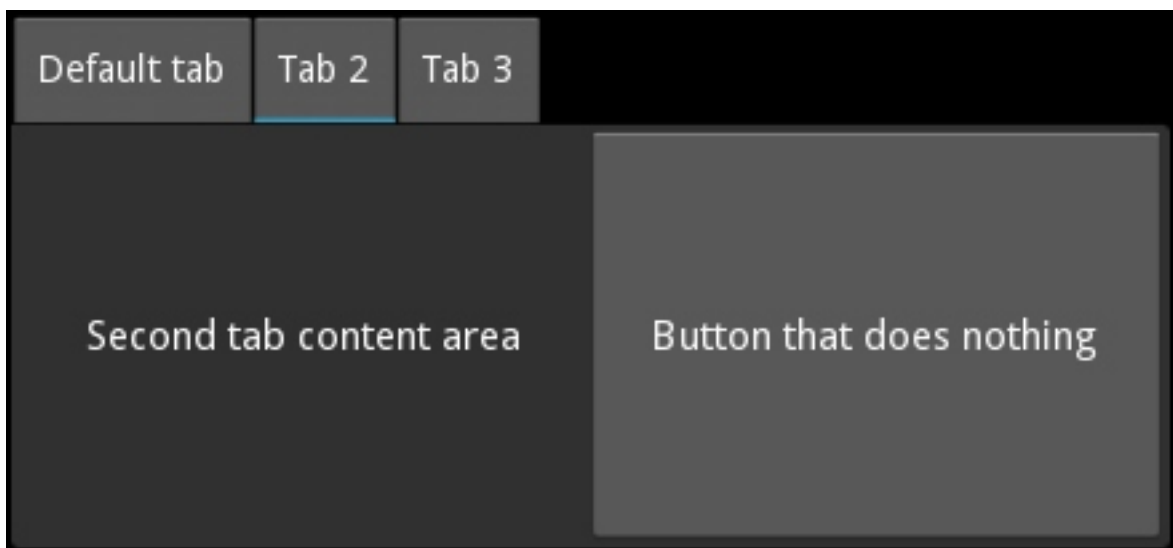 Default tab
Tab 2
Tab 3
Second tab content area
Button that does nothing